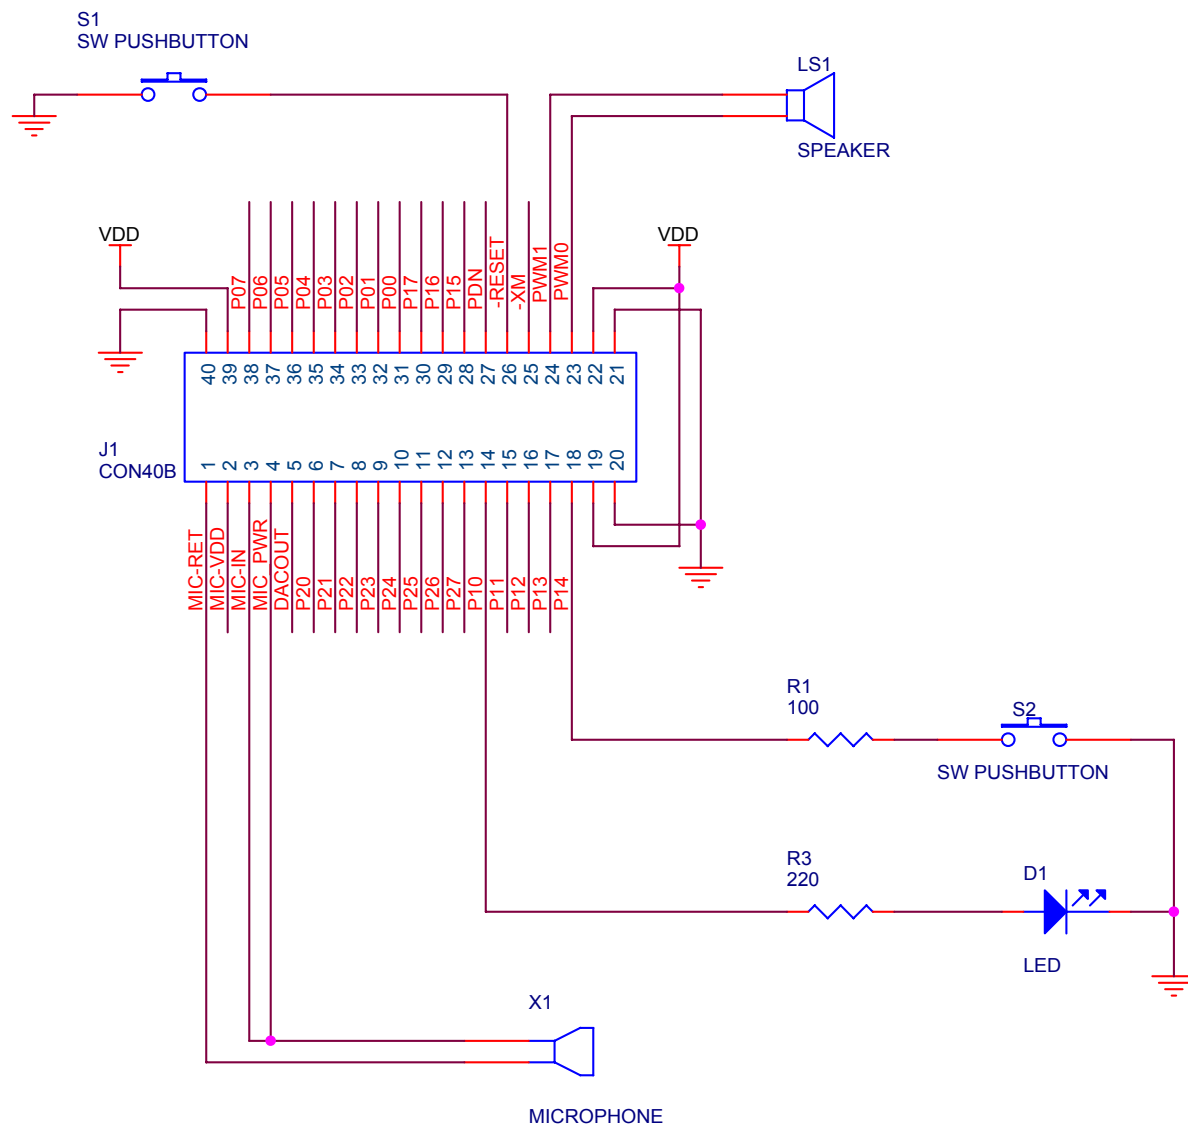 S1
SW PUSHBUTTON
LS1
SPEAKER
VDD
VDD
P07
P06
P05
P04
P03
P02
P01
P00
P17
P16
P15
PDN
-RESET
-XM
PWM1
PWM0
40
39
38
37
36
35
34
33
32
31
30
29
28
27
26
25
24
23
22
21
J1
CON40B
1
2
3
4
5
6
7
8
9
10
11
12
13
14
15
16
17
18
19
20
MIC-RET
MIC-VDD
MIC-IN
MIC_PWR
DACOUT
P20
P21
P22
P23
P24
P25
P26
P27
P10
P11
P12
P13
P14
R1
100
S2
SW PUSHBUTTON
R3
220
D1
LED
X1
MICROPHONE